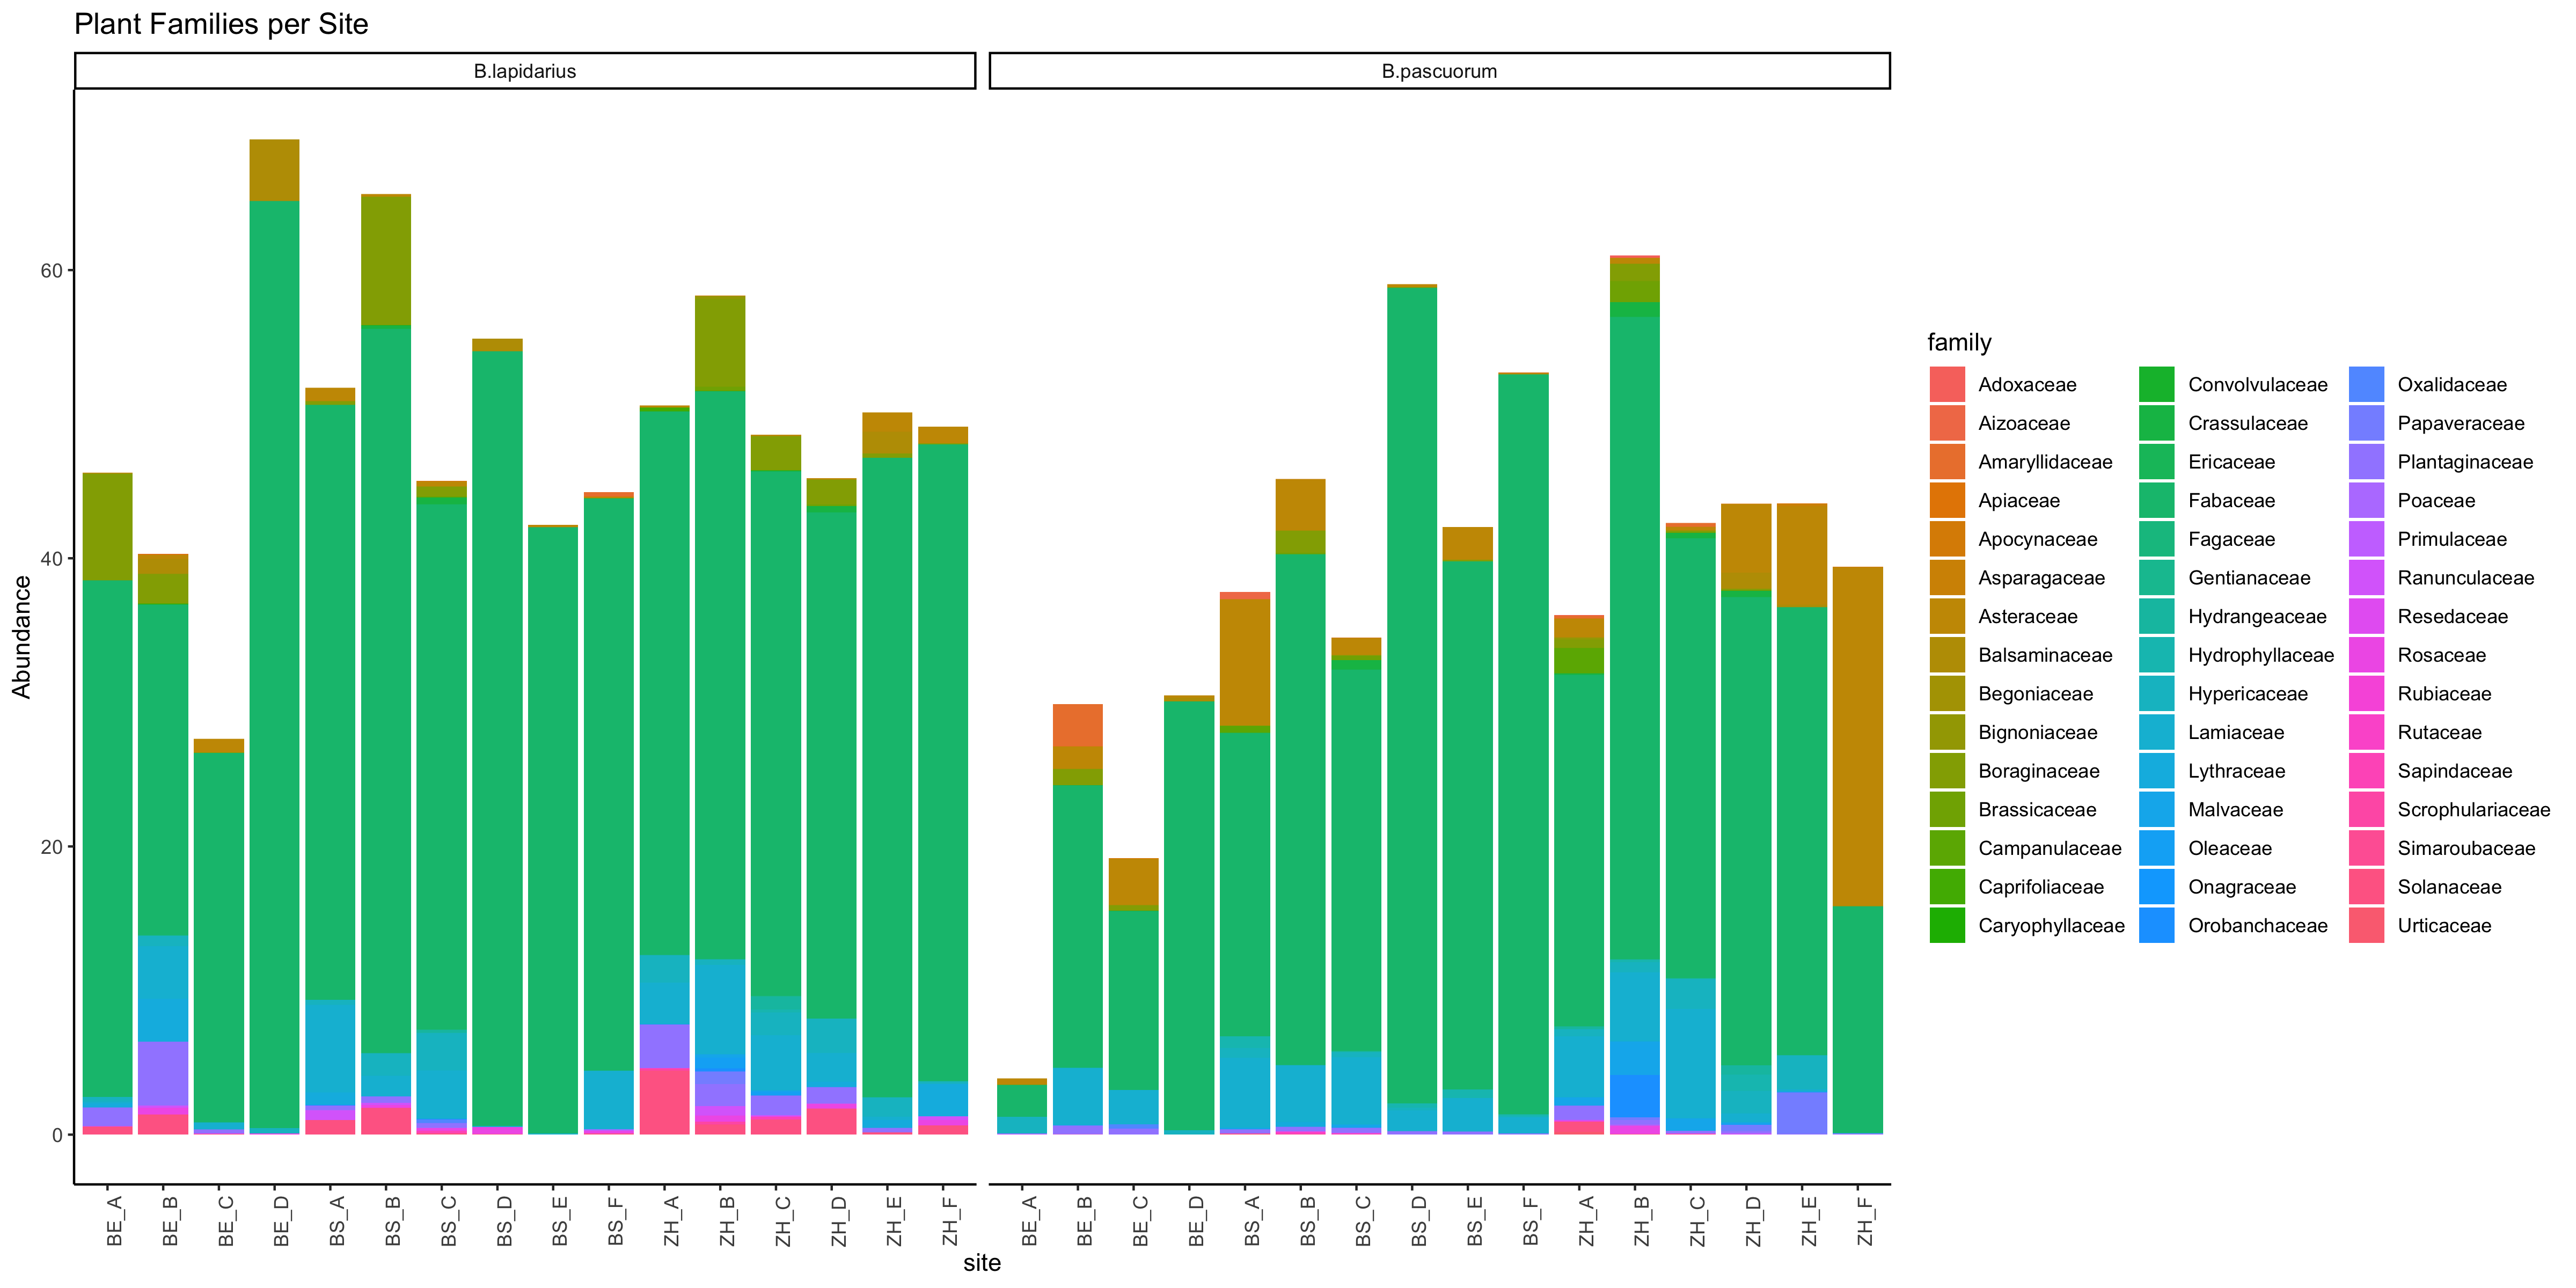 Plant Families per Site
B.lapidarius
B.pascuorum
Abundance
60
40
20
0
BE_A
BE_B
BE_C
BE_D
BS_A
BS_B
BS_C
BS_D
BS_E
BS_F
ZH_A
ZH_B
ZH_C
ZH_D
ZH_E
ZH_F
BE_A
BE_B
BE_C
BE_D
BS_A
BS_B
BS_C
BS_D
BS_E
BS_F
ZH_A
ZH_B
ZH_C
ZH_D
ZH_E
ZH_F
site
family
Adoxaceae
Aizoaceae
Amaryllidaceae
Apiaceae
Apocynaceae
Asparagaceae
Asteraceae
Balsaminaceae
Begoniaceae
Bignoniaceae
Boraginaceae
Brassicaceae
Campanulaceae
Caprifoliaceae
Caryophyllaceae
Convolvulaceae
Crassulaceae
Ericaceae
Fabaceae
Fagaceae
Gentianaceae
Hydrangeaceae
Hydrophyllaceae
Hypericaceae
Lamiaceae
Lythraceae
Malvaceae
Oleaceae
Onagraceae
Orobanchaceae
Oxalidaceae
Papaveraceae
Plantaginaceae
Poaceae
Primulaceae
Ranunculaceae
Resedaceae
Rosaceae
Rubiaceae
Rutaceae
Sapindaceae
Scrophulariaceae
Simaroubaceae
Solanaceae
Urticaceae